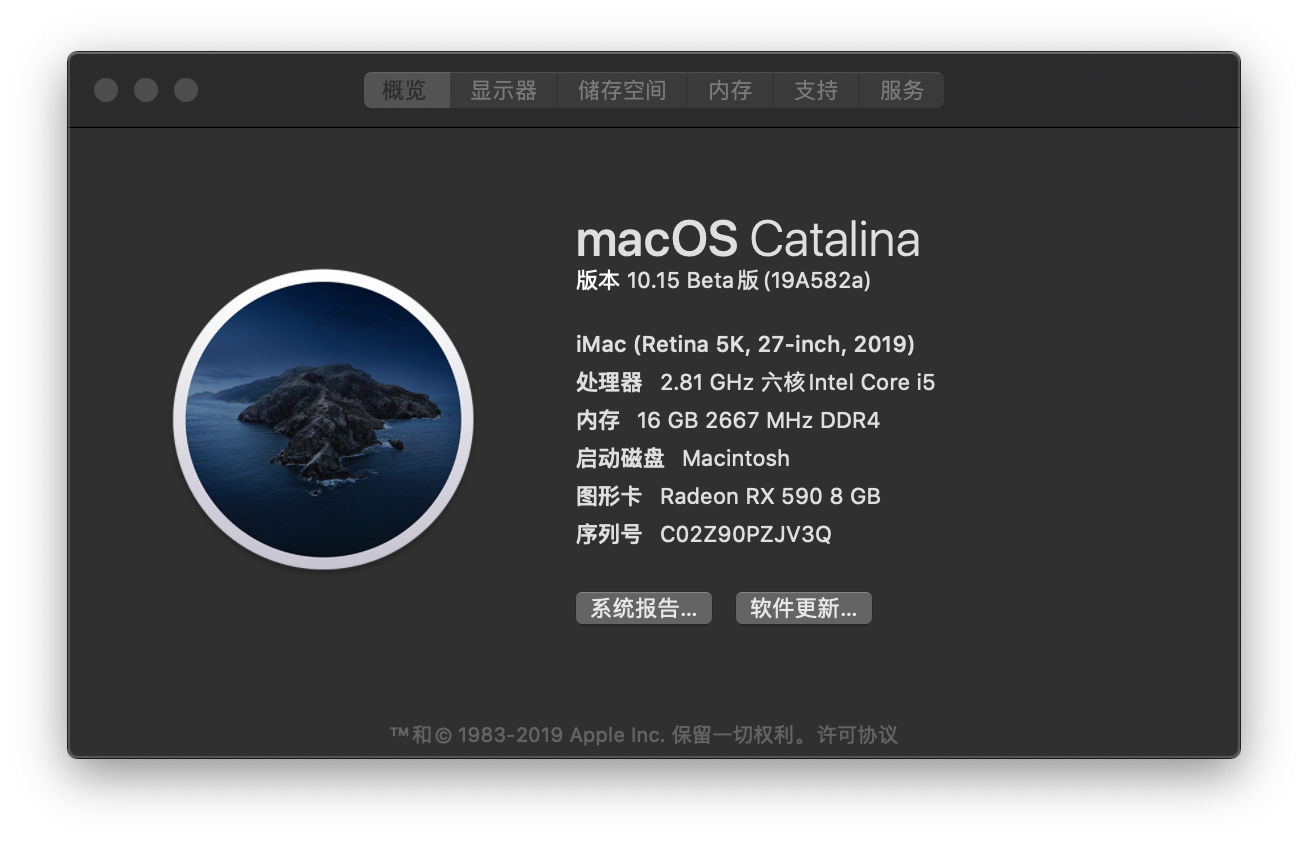 概览 显示器 储存空间 内存 支持 服务
macOS Catalina
版本 10.15 Beta版 (19A582a)
iMac (Retina 5K, 27-inch, 2019)
处理器 2.81 GHz 六核Intel Core i5
内存 16 GB 2667 MHz DDR4
启动磁盘 Macintosh
图形卡 Radeon RX 590 8 GB
序列号 C02Z90PZJV3Q
系统报告... 软件更新...
™和© 1983-2019 Apple Inc. 保留一切权利。许可协议